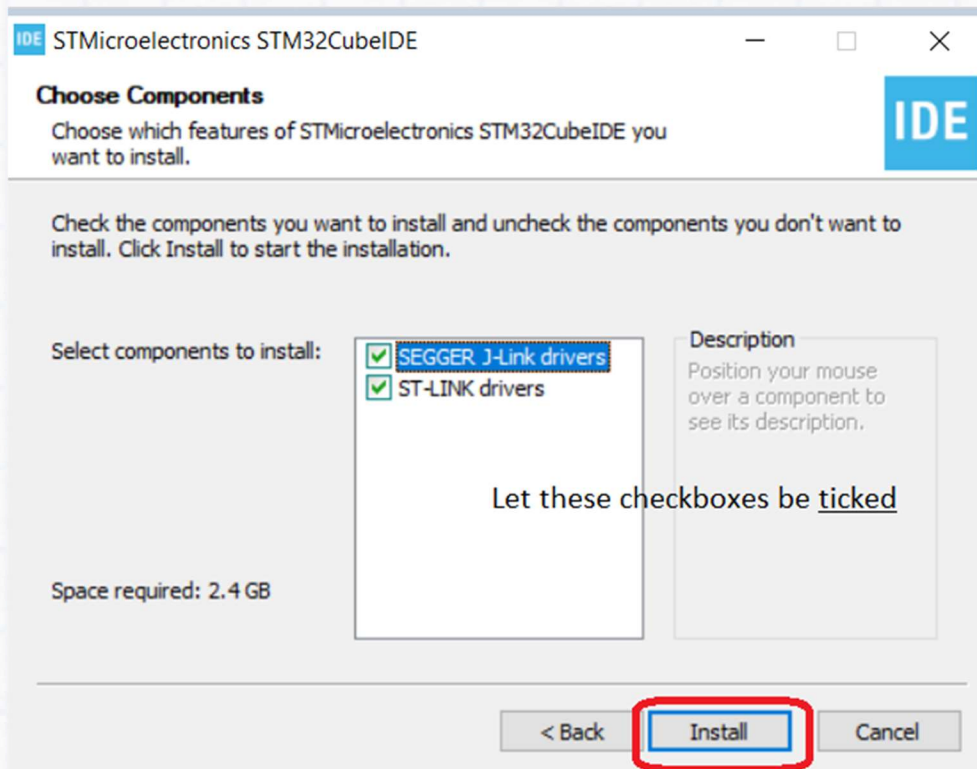 IDE STMicroelectronics STM32CubeIDE
Choose Components
Choose which features of STMicroelectronics STM32CubeIDE you
want to install.
IDE
Check the components you want to install and uncheck the components you don't want to
install. Click Install to start the installation.
Select components to install:
SEGGER J-Link drivers
ST-LINK drivers
Description
Position your mouse
over a component to
see its description.
Let these checkboxes be ticked
Space required: 2.4 GB
< Back
Install
Cancel